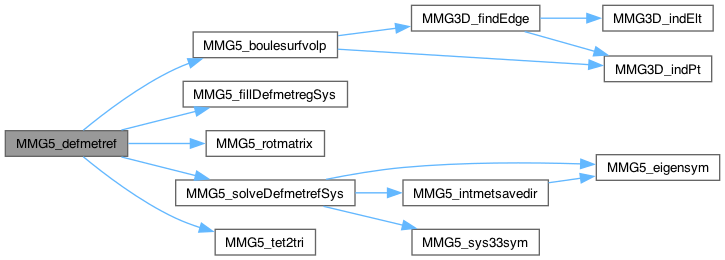 MMG5_defmetref
MMG5_boulesurfvolp
MMG5_fillDefmetregSys
MMG5_rotmatrix
MMG5_solveDefmetrefSys
MMG5_tet2tri
MMG3D_findEdge
MMG3D_indElt
MMG3D_indPt
MMG5_eigensym
MMG5_intmetsavedir
MMG5_sys33sym